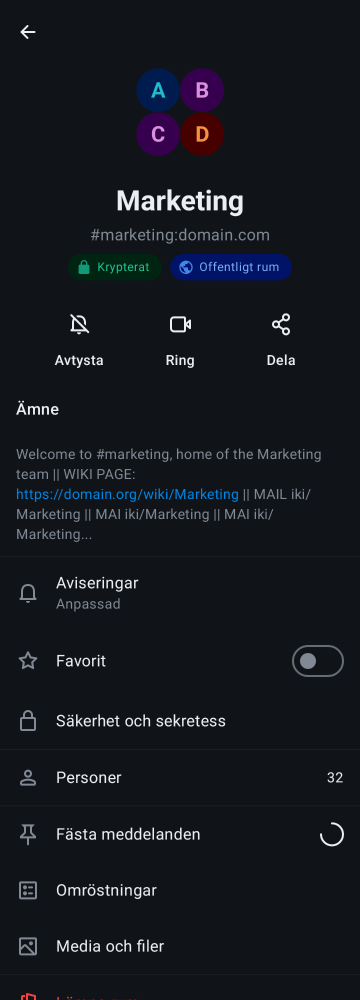 A B
C D
Marketing
#marketing:domain.com
Krypterat Offentligt rum
Avtysta Ring Dela
Ämne
Welcome to #marketing, home of the Marketing
team || WIKI PAGE:
https://domain.org/wiki/Marketing || MAIL iki/
Marketing || MAI iki/Marketing || MAI iki/
Marketing...
Aviseringar
Anpassad
Favorit
Säkerhet och sekretess
Personer 32
Fästa meddelanden
Omröstningar
Media och filer